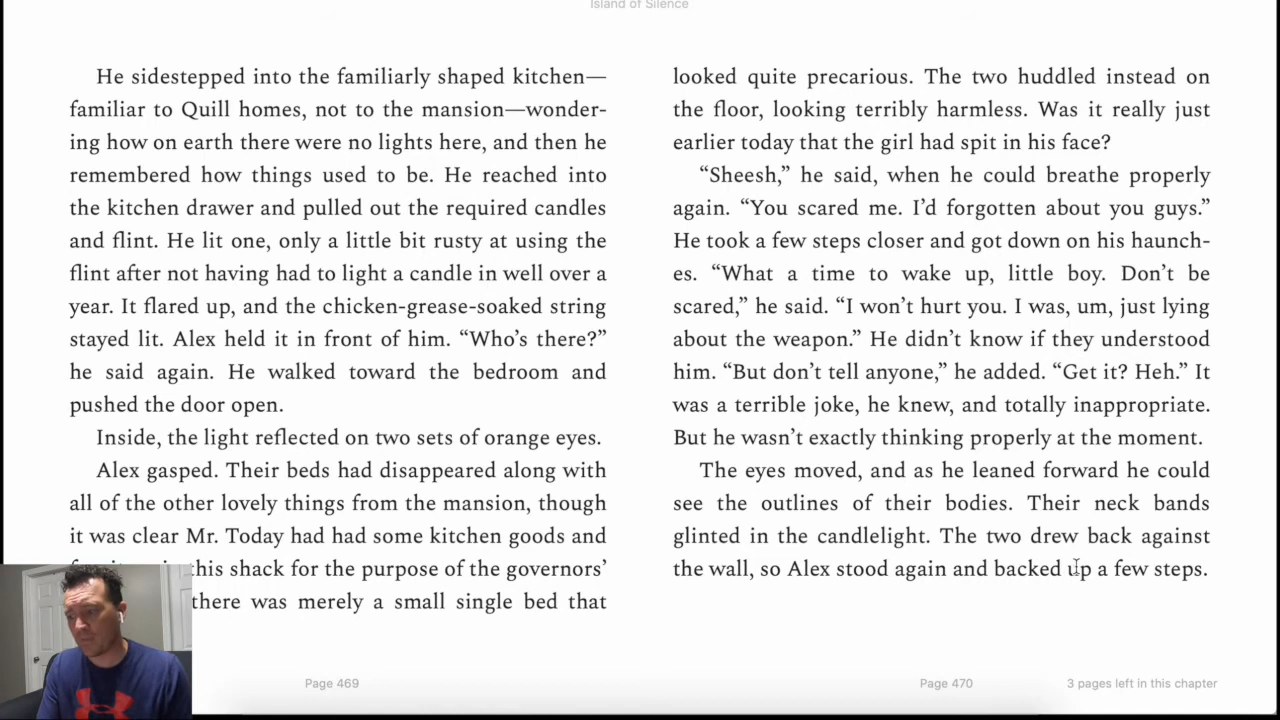 Island of Silence
He sidestepped into the familiarly shaped kitchen—
familiar to Quill homes, not to the mansion—wonder-
ing how on earth there were no lights here, and then he
remembered how things used to be. He reached into
the kitchen drawer and pulled out the required candles
and flint. He lit one, only a little bit rusty at using the
flint after not having had to light a candle in well over a
year. It flared up, and the chicken-grease-soaked string
stayed lit. Alex held it in front of him. “Who’s there?”
he said again. He walked toward the bedroom and
pushed the door open.
Inside, the light reflected on two sets of orange eyes.
Alex gasped. Their beds had disappeared along with
all of the other lovely things from the mansion, though
it was clear Mr. Today had had some kitchen goods and
this shack for the purpose of the governors’
there was merely a small single bed that
Page 469
looked quite precarious. The two huddled instead on
the floor, looking terribly harmless. Was it really just
earlier today that the girl had spit in his face?
“Sheesh,” he said, when he could breathe properly
again. “You scared me. I’d forgotten about you guys.”
He took a few steps closer and got down on his haunch-
es. “What a time to wake up, little boy. Don’t be
scared,” he said. “I won’t hurt you. I was, um, just lying
about the weapon.” He didn’t know if they understood
him. “But don’t tell anyone,” he added. “Get it? Heh.” It
was a terrible joke, he knew, and totally inappropriate.
But he wasn’t exactly thinking properly at the moment.
The eyes moved, and as he leaned forward he could
see the outlines of their bodies. Their neck bands
glinted in the candlelight. The two drew back against
the wall, so Alex stood again and backed up a few steps.
Page 470
3 pages left in this chapter